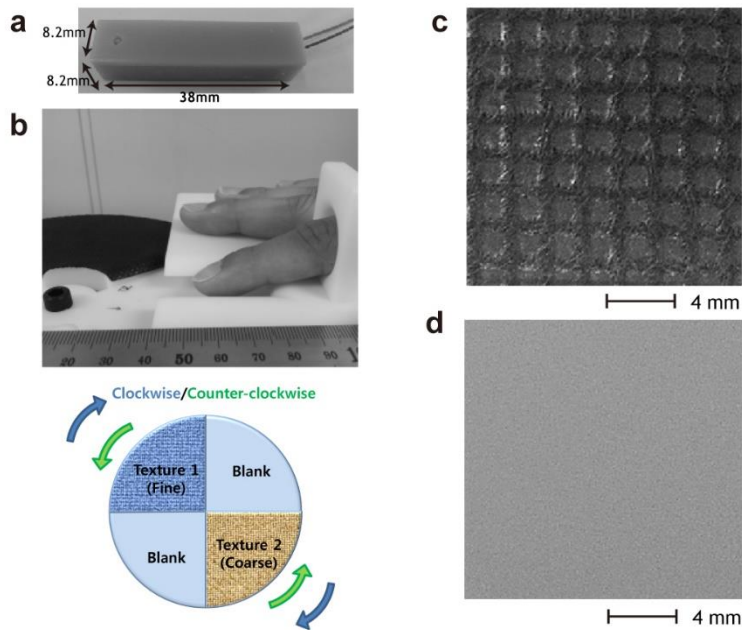 a
8.2mm
8.2mm
38mm
b
20 30 40 50 60 70 80 90
Clockwise/Counter-clockwise
Texture 1
(Fine)
Blank
Blank
Texture 2
(Coarse)
c
4 mm
d
4 mm